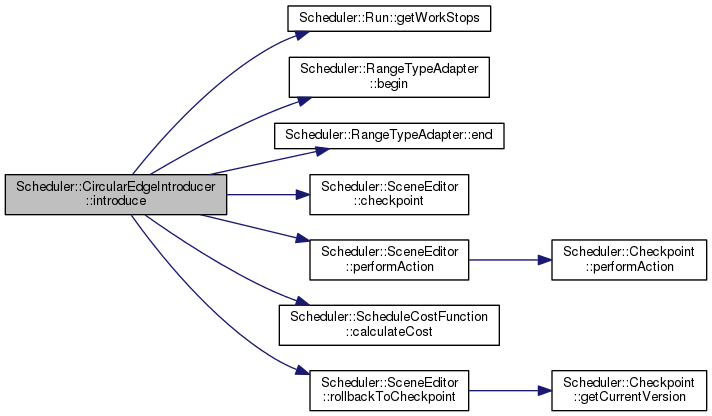 Scheduler::Run::getWorkStops
Scheduler::RangeTypeAdapter
::begin
Scheduler::RangeTypeAdapter::end
Scheduler::CircularEdgeIntroducer
::introduce
Scheduler::SceneEditor
::checkpoint
Scheduler::SceneEditor
::performAction
Scheduler::Checkpoint
::performAction
Scheduler::ScheduleCostFunction
::calculateCost
Scheduler::SceneEditor
::rollbackToCheckpoint
Scheduler::Checkpoint
::getCurrentVersion